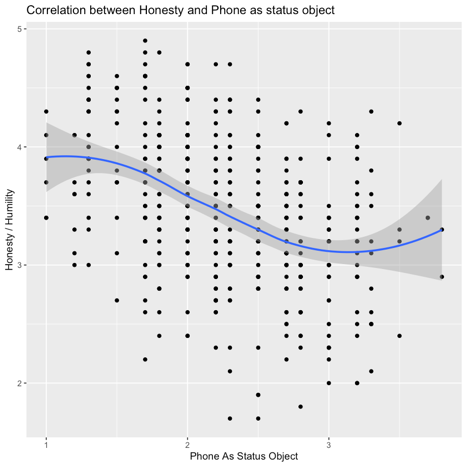 Correlation between Honesty and Phone as status object
5
4
3
2
Honesty / Humility
1
2
3
Phone As Status Object